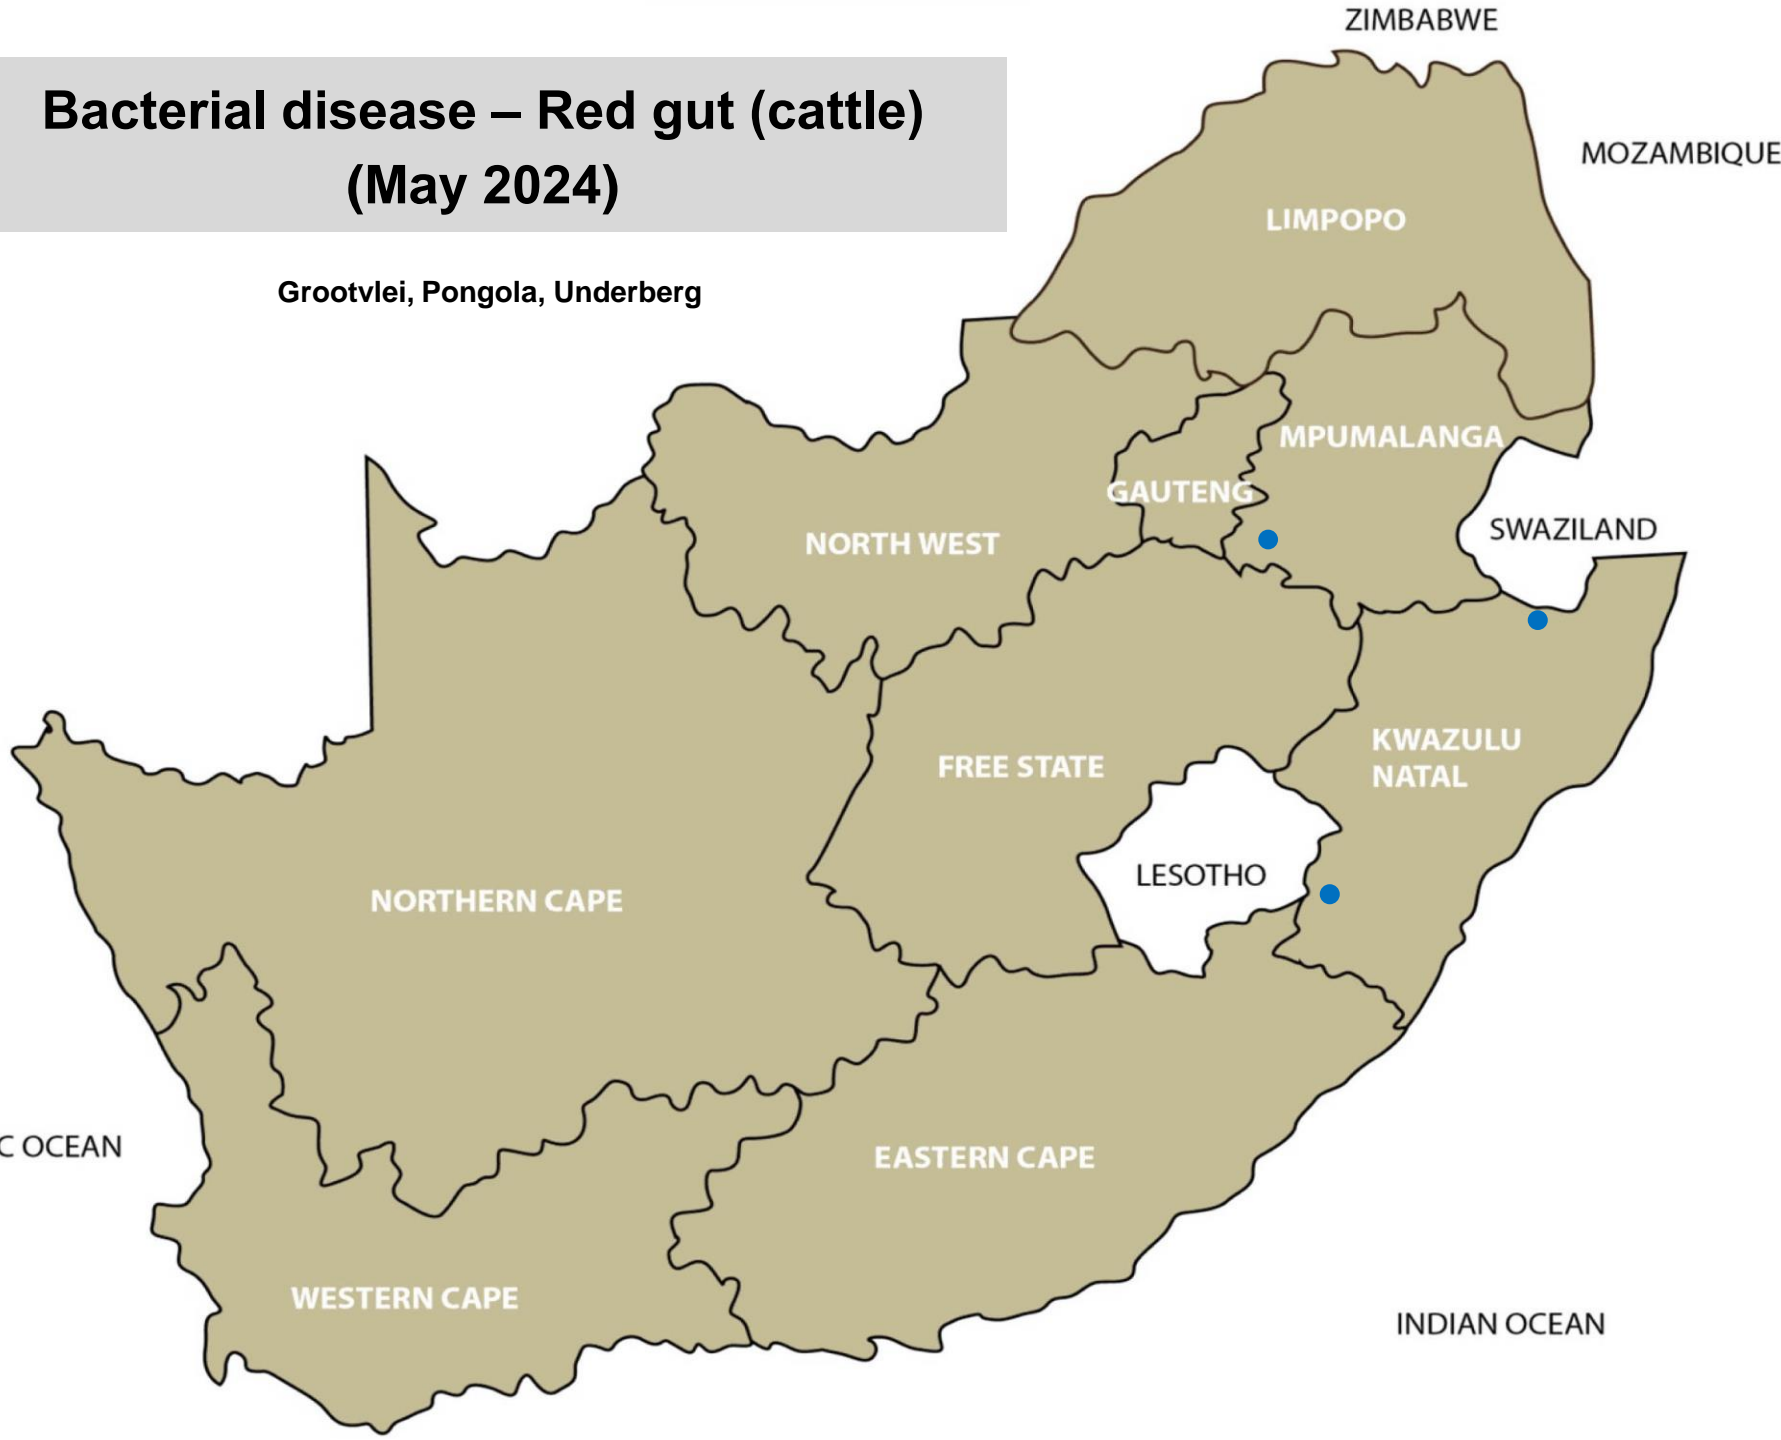 ZIMBABWE
Bacterial disease – Red gut (cattle)
(May 2024)
MOZAMBIQUE
LIMPOPO
Grootvlei, Pongola, Underberg
MPUMALANGA
GAUTENG
SWAZILAND
NORTH WEST
KWAZULU
NATAL
FREE STATE
LESOTHO
NORTHERN CAPE
C OCEAN
EASTERN CAPE
WESTERN CAPE
INDIAN OCEAN